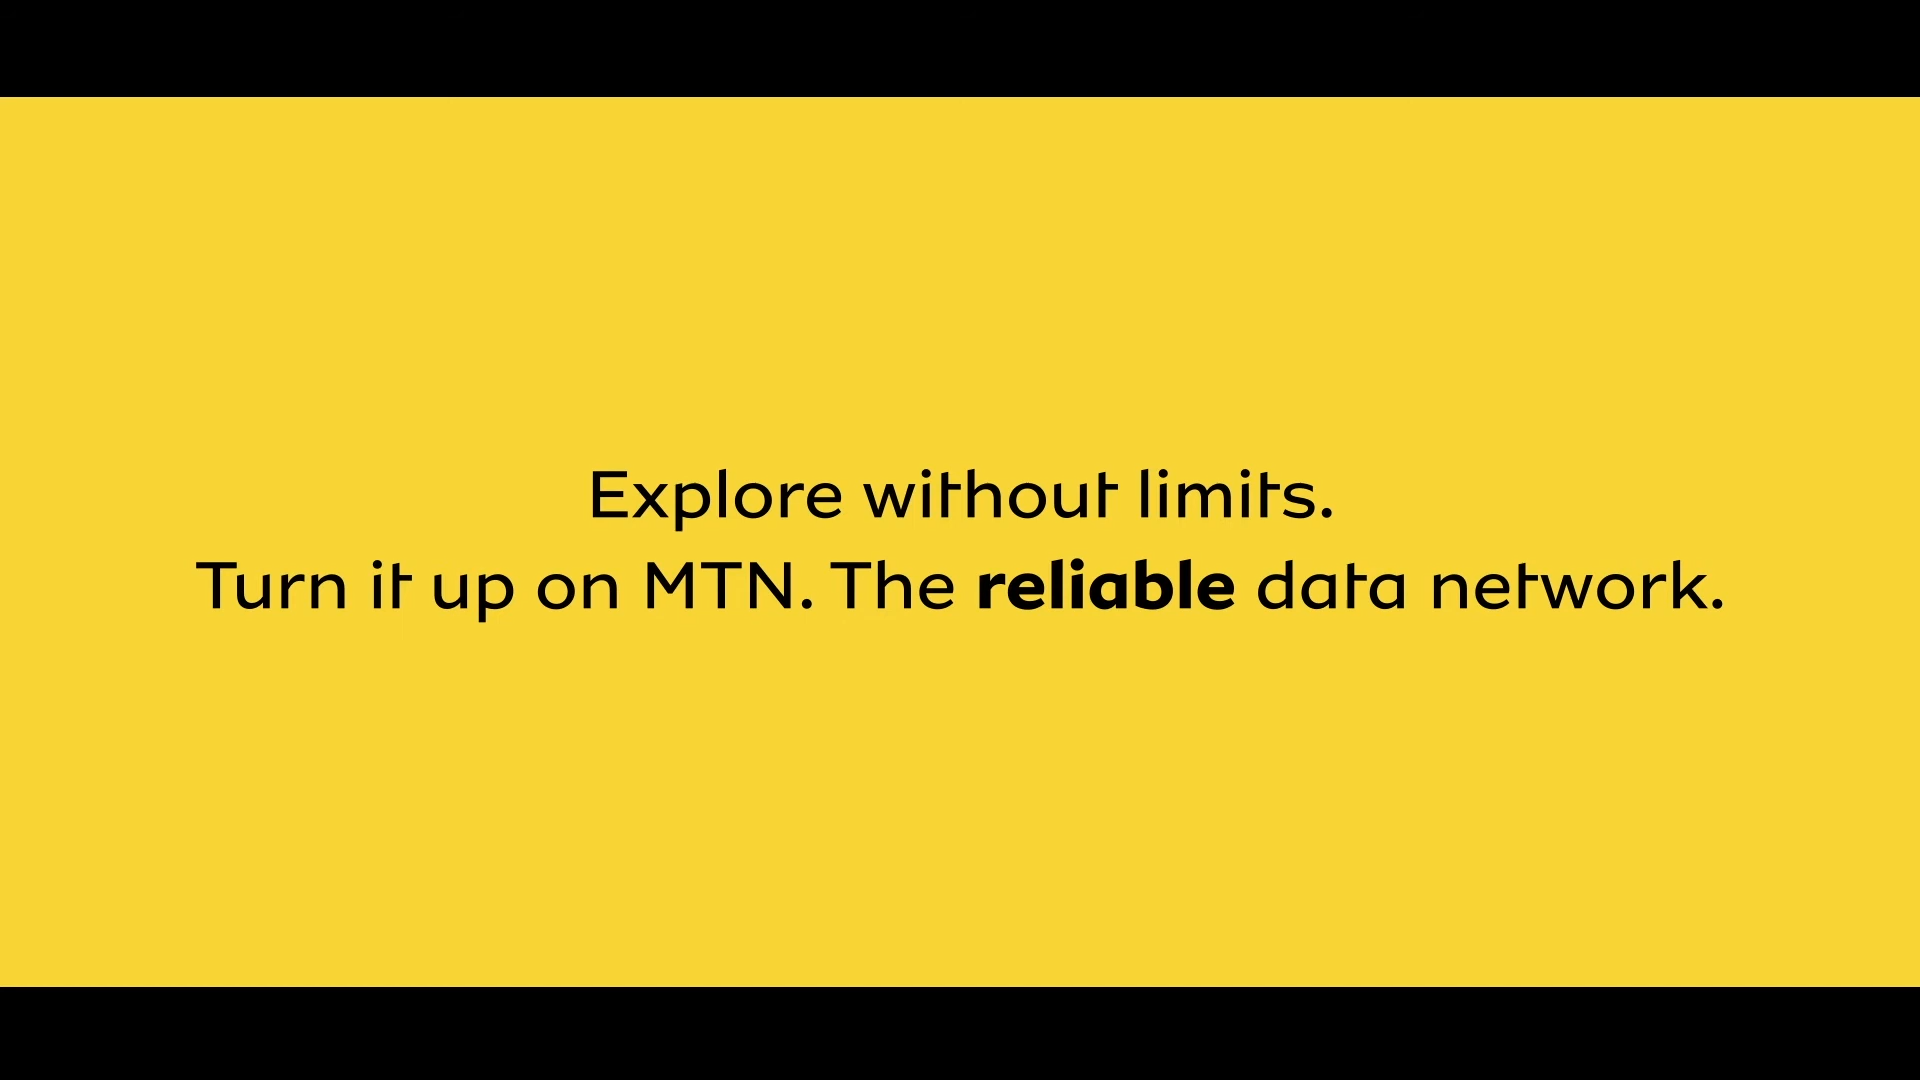 Explore without limits.
Turn it up on MTN. The reliable data network.